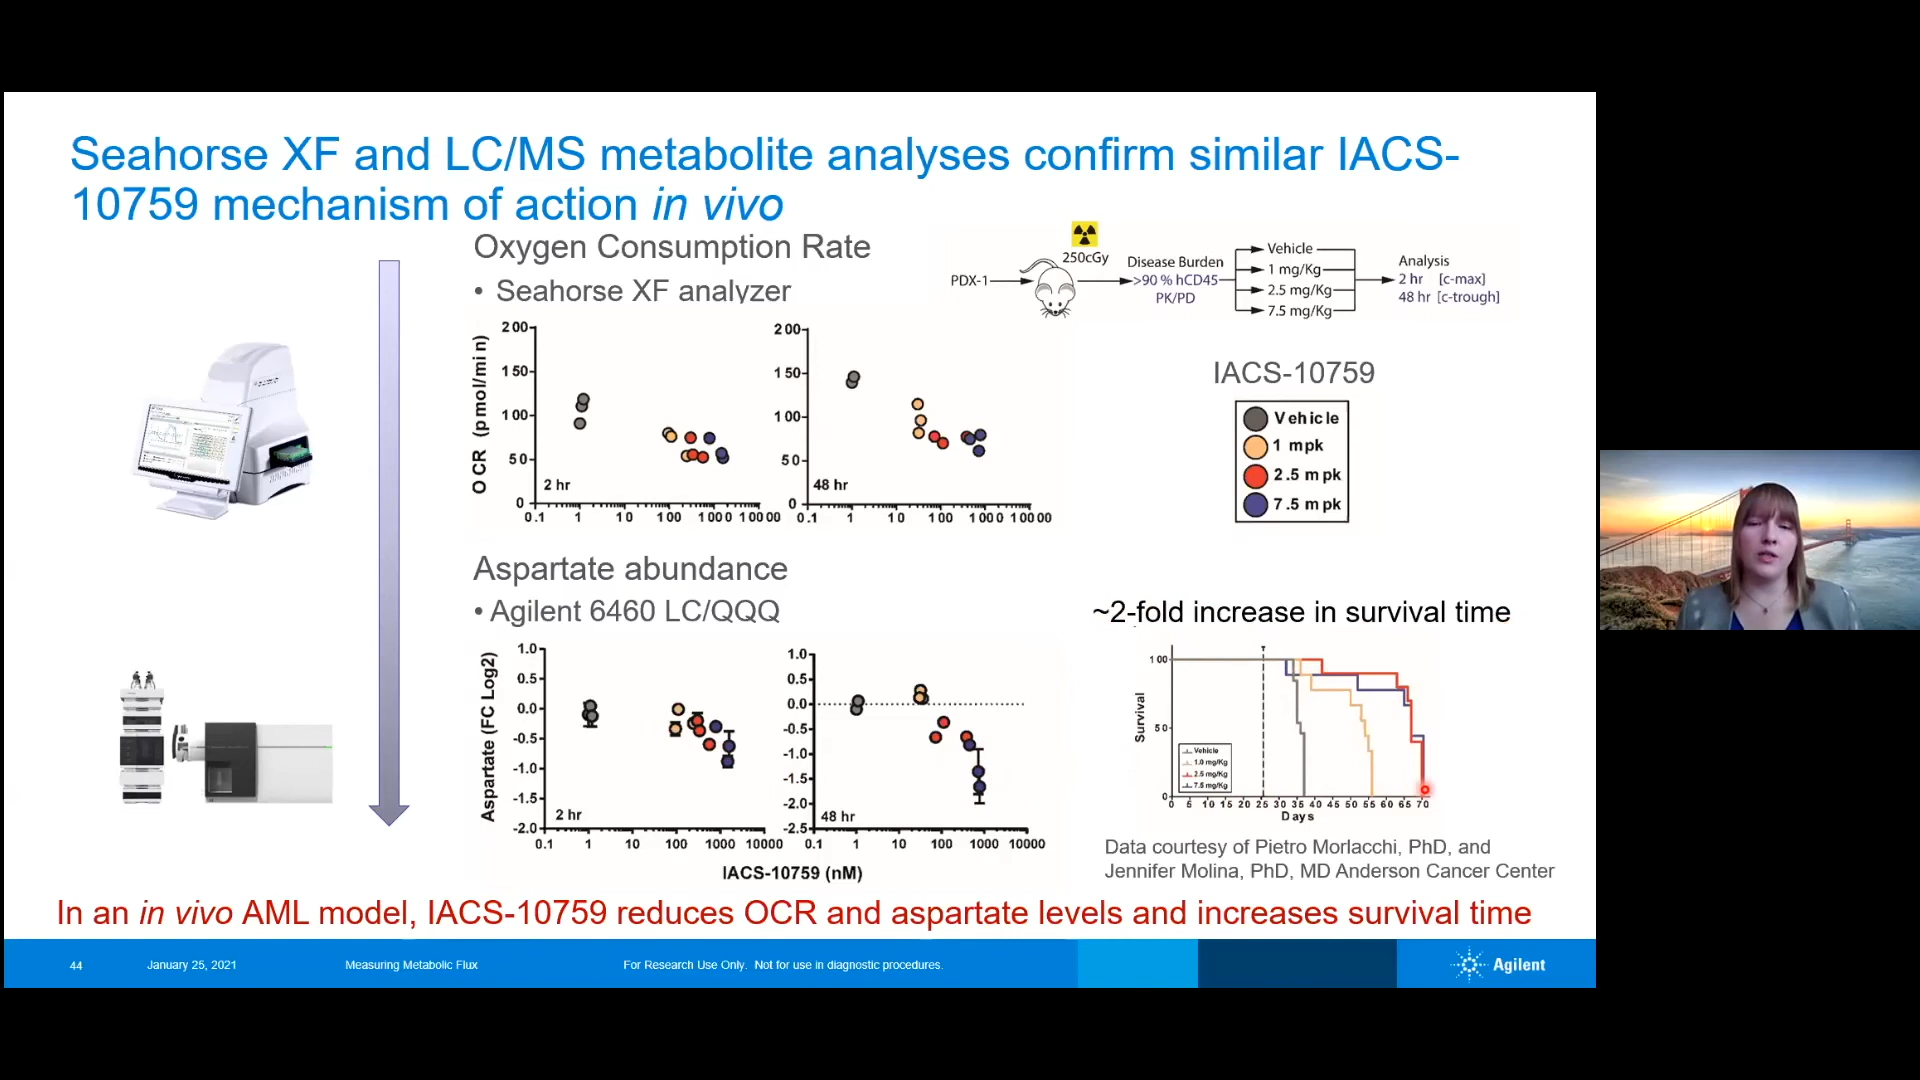 Seahorse XF and LC/MS metabolite analyses confirm similar IACS-
10759 mechanism of action in vivo
Oxygen Consumption Rate
• Seahorse XF analyzer
250cGy
PDX-1
Disease Burden
>90 % hCD45
PK/PD
Vehicle
1 mg/Kg
2.5 mg/Kg
7.5 mg/Kg
Analysis
2 hr [c-max]
48 hr [c-trough]
OCR (pmol/min)
200
150
100
50
0
2 hr
0.1 1 10 100 1000 10000
200
150
100
50
0
48 hr
0.1 1 10 100 1000 10000
IACS-10759
Vehicle
1 mpk
2.5 mpk
7.5 mpk
Aspartate abundance
• Agilent 6460 LC/QQQ
Aspartate (FC Log2)
1.0
0.5
0.0
-0.5
-1.0
-1.5
-2.0
2 hr
0.1 1 10 100 1000 10000
1.0
0.5
0.0
-0.5
-1.0
-1.5
-2.0
-2.5
48 hr
0.1 1 10 100 1000 10000
IACS-10759 (nM)
~2-fold increase in survival time
Survival
100
50
0
Vehicle
1.0 mg/Kg
2.5 mg/Kg
7.5 mg/Kg
0 5 10 15 20 25 30 35 40 45 50 55 60 65 70
Days
Data courtesy of Pietro Morlacchi, PhD, and
Jennifer Molina, PhD, MD Anderson Cancer Center
In an in vivo AML model, IACS-10759 reduces OCR and aspartate levels and increases survival time
44
January 25, 2021
Measuring Metabolic Flux
For Research Use Only. Not for use in diagnostic procedures.
Agilent